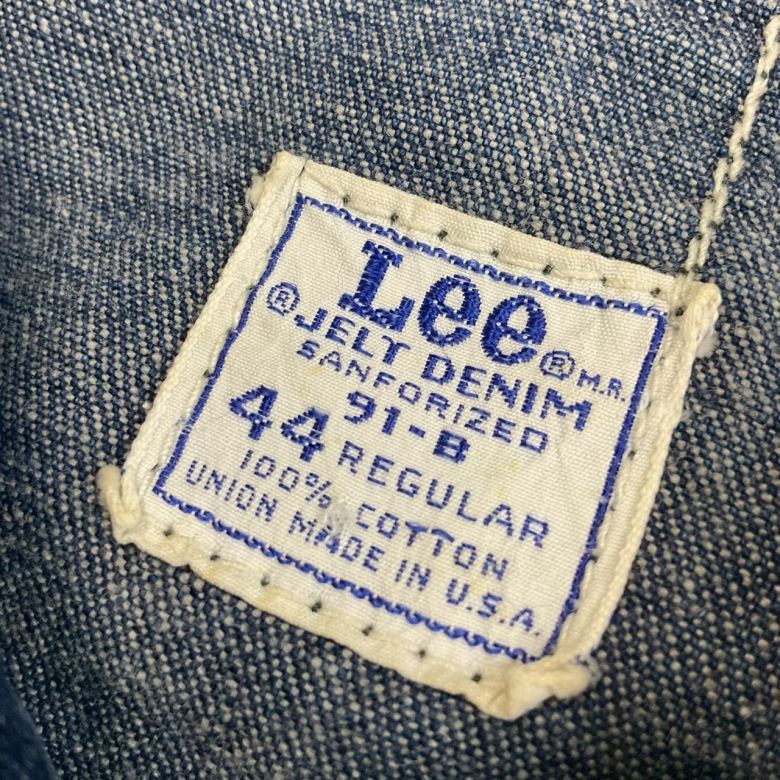 Lee® M.R.
® JELT DENIM
SANFORIZED
91-B
44 REGULAR
100% COTTON
UNION MADE IN U.S.A.